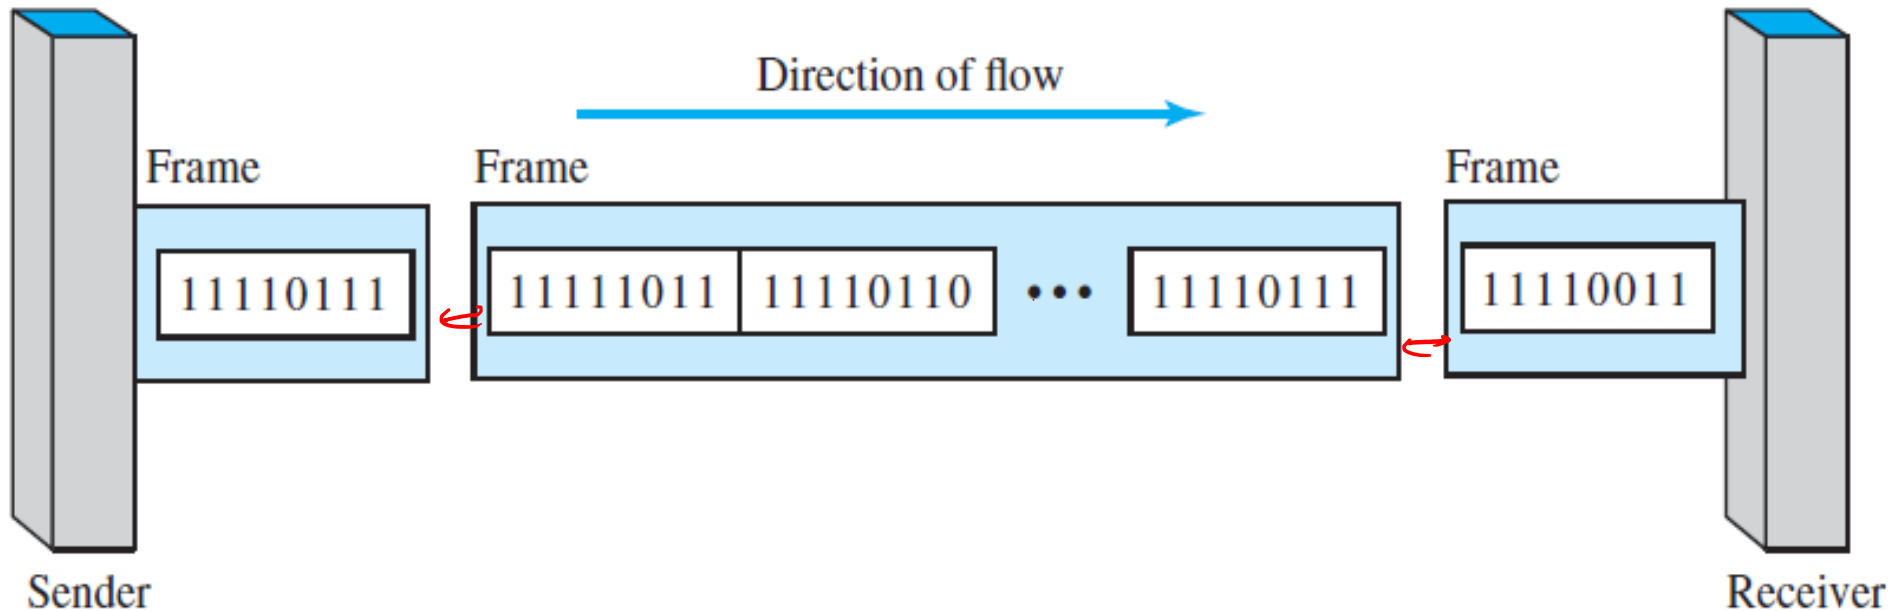 Direction of flow
Frame Frame Frame
11110111 11111011 11110110 ••• 11110111 11110011
Sender Receiver